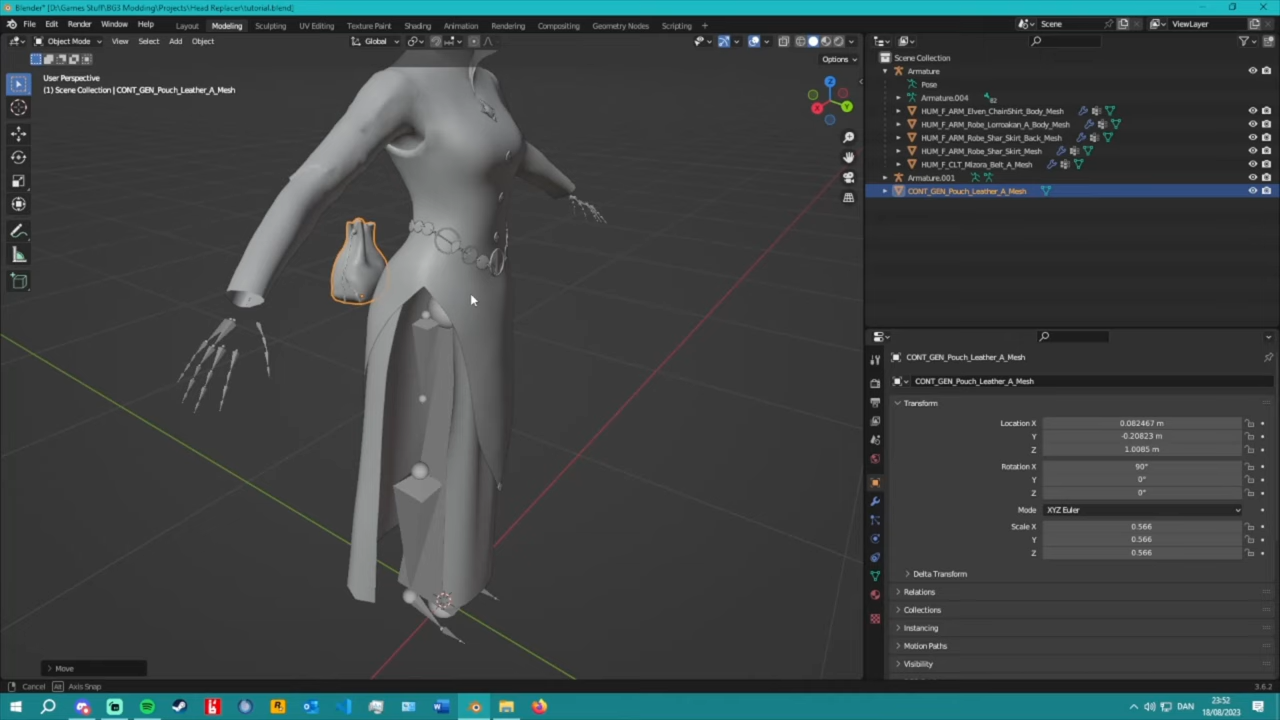 Blender* [D:\Games Stuff\BG3 Modding\Projects\Head Replacer\tutorial.blend]
File Edit Render Window Help Layout Modeling Sculpting UV Editing Texture Paint Shading Animation Rendering Compositing Geometry Nodes Scripting + Scene ViewLayer
Object Mode View Select Add Object Global
Options
User Perspective
(1) Scene Collection | CONT_GEN_Pouch_Leather_A_Mesh
Z
Y
X
Scene Collection
Armature
Pose
Armature.004
82
HUM_F_ARM_Elven_ChainShirt_Body_Mesh
HUM_F_ARM_Robe_Lorroakan_A_Body_Mesh
HUM_F_ARM_Robe_Shar_Skirt_Back_Mesh
HUM_F_ARM_Robe_Shar_Skirt_Mesh
HUM_F_CLT_Mizora_Belt_A_Mesh
Armature.001
CONT_GEN_Pouch_Leather_A_Mesh
CONT_GEN_Pouch_Leather_A_Mesh
CONT_GEN_Pouch_Leather_A_Mesh
Transform
Location X 0.082467 m
Y -0.20823 m
Z 1.0085 m
Rotation X 90°
Y 0°
Z 0°
Mode XYZ Euler
Scale X 0.566
Y 0.566
Z 0.566
Delta Transform
Relations
Collections
Instancing
Motion Paths
Visibility
Move
Cancel Alt Axis Snap 3.6.2
DAN 23:52
18/08/2023